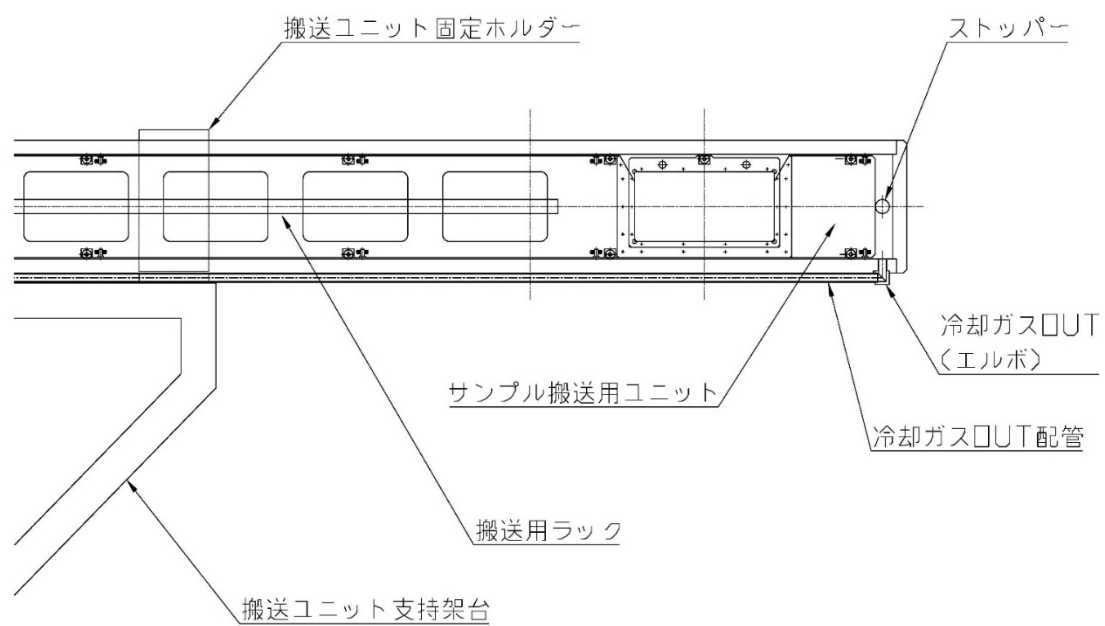 搬送ユニット固定ホルダー
ストッパー
冷却ガスOUT
(エルボ)
サンプル搬送用ユニット
冷却ガスOUT配管
搬送用ラック
搬送ユニット支持架台